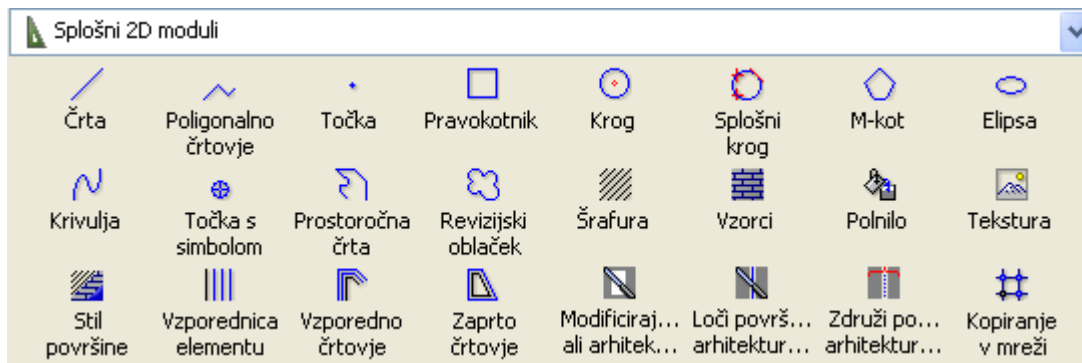 Splošni 2D moduli
Črta
Poligonalno
črtovje
Točka
Pravokotnik
Krog
Splošni
krog
M-kot
Elipsa
Krivulja
Točka s
simbolom
Prostoročna
črta
Revizijski
oblaček
Šrafura
Vzorci
Polnilo
Tekstura
Stil
površine
Vzporednica
elementu
Vzporedno
črtovje
Zaprto
črtovje
Modificiraj...
ali arhitek...
Loči površ...
arhitektur...
Združi po...
arhitektur...
Kopiranje
v mreži